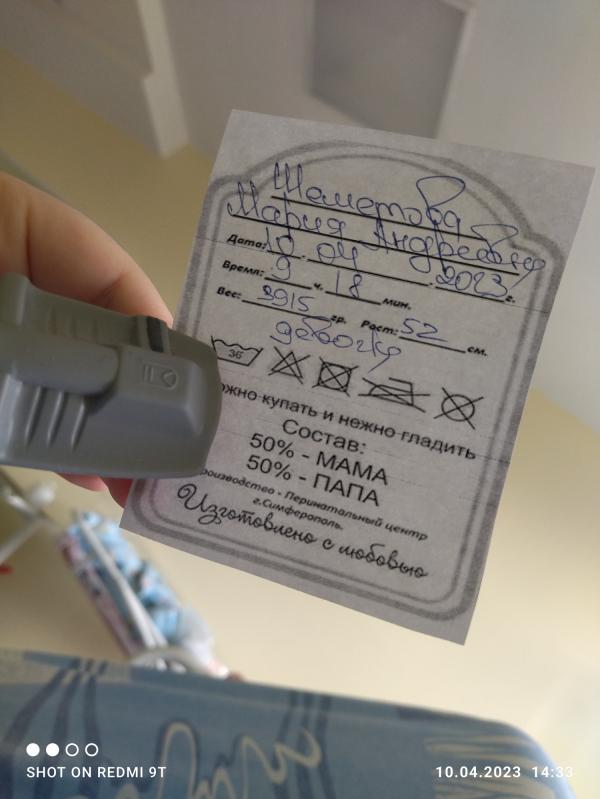 Шеметова
Мария Андреевна
Дата: 10. 04. 2023 г.
Время: 9 ч. 18 мин.
Вес: 3915 гр. Рост: 52 см.
девочка
36
ожно купать и нежно гладить
Состав:
50% - МАМА
50% - ПАПА
роизводство - Перинатальный центр
г.Симферополь.
Изготовлено с любовью
SHOT ON REDMI 9T
10.04.2023 14:33